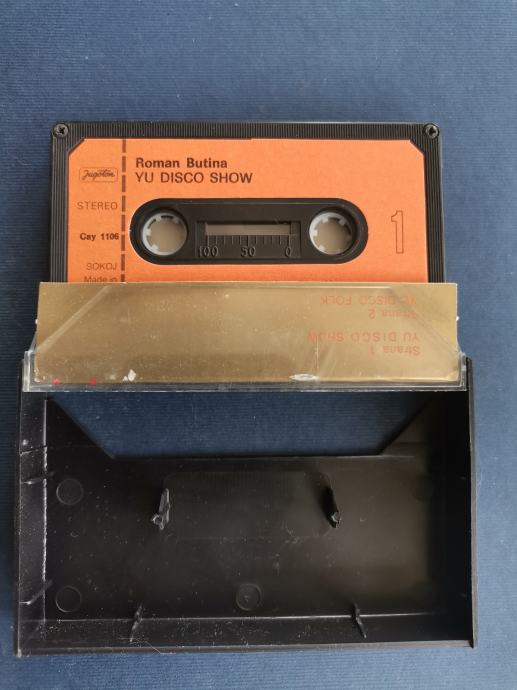 Roman Butina
YU DISCO SHOW
Jugoton
STEREO
Cay 1106
SOKOJ
Made in
1
100 50 0
Strana 1
YU DISCO SHOW
Strana 2
YU DISCO FOLK